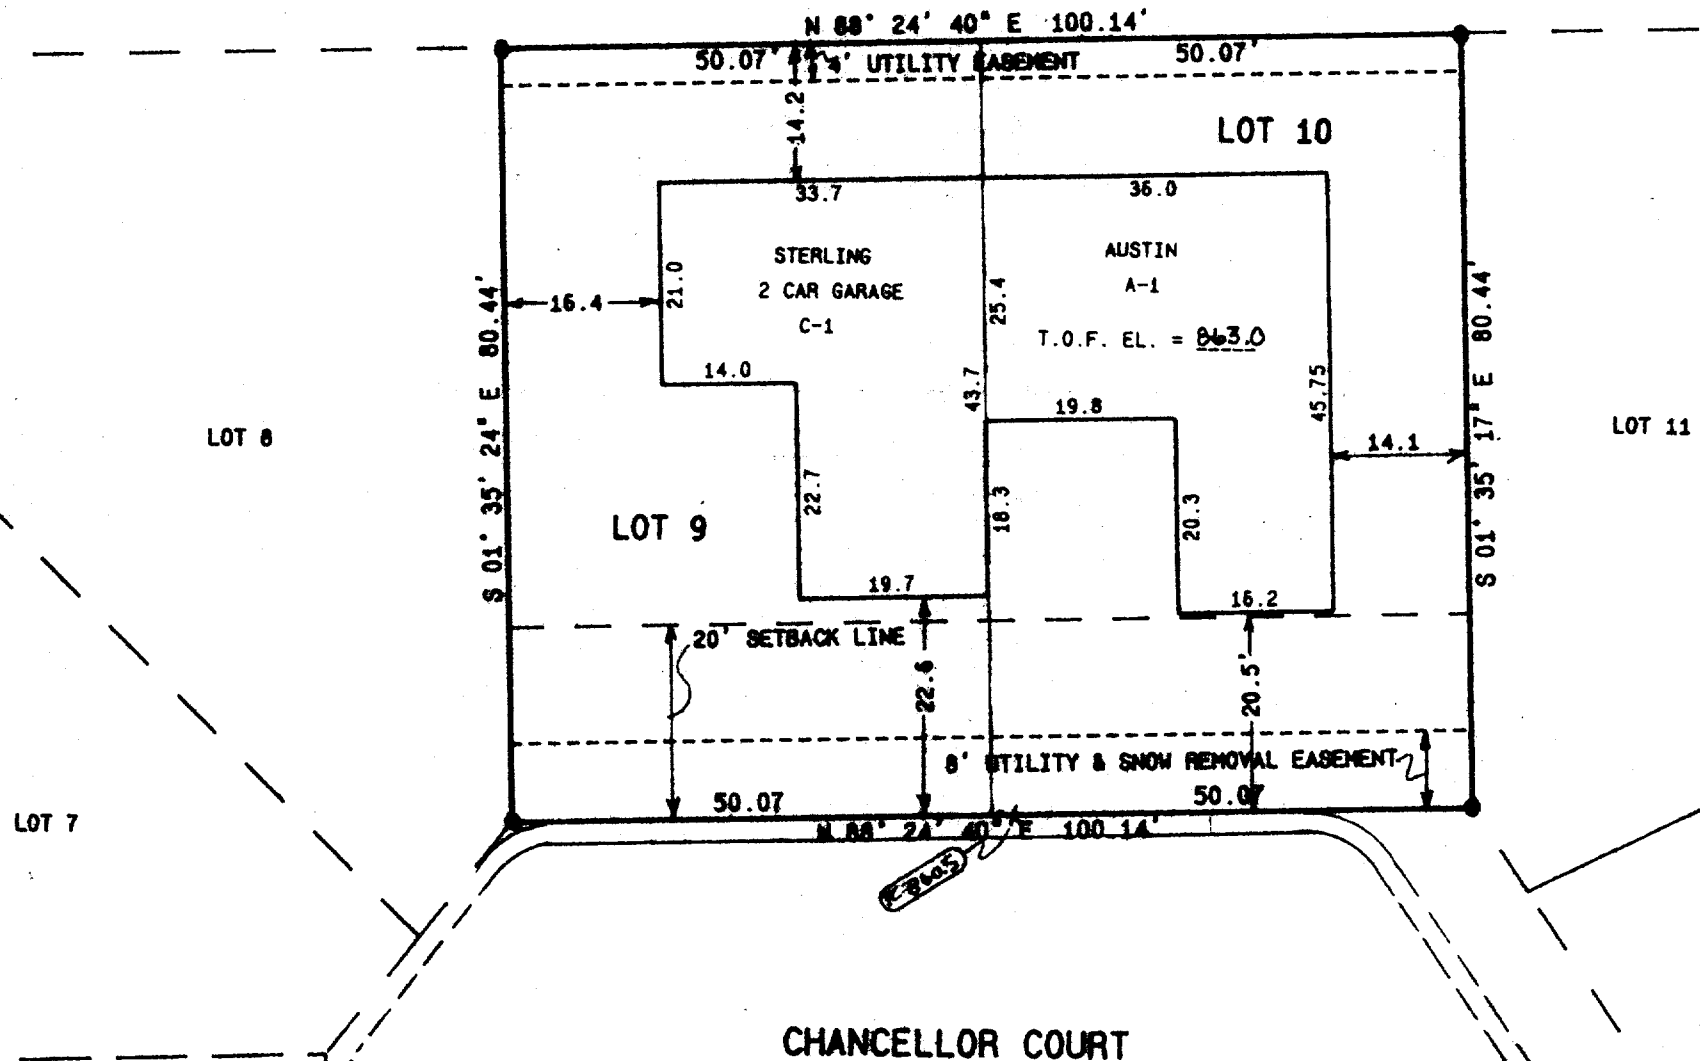 N 88° 24' 40" E 100.14'
50.07'
4' UTILITY EASEMENT
50.07'
14.2
LOT 10
33.7
36.0
STERLING
2 CAR GARAGE
C-1
AUSTIN
A-1
T.O.F. EL. = 863.0
16.4
21.0
25.4
14.0
43.7
19.8
45.75
S 01° 35' 24" E 80.44'
S 01° 35' 17" E 80.44'
LOT 8
LOT 11
14.1
22.7
18.3
20.3
LOT 9
19.7
16.2
20' SETBACK LINE
22.6
20.5'
8' UTILITY & SNOW REMOVAL EASEMENT
50.07
50.07
N 88° 24' 40" E 100.14'
LOT 7
860.5
CHANCELLOR COURT